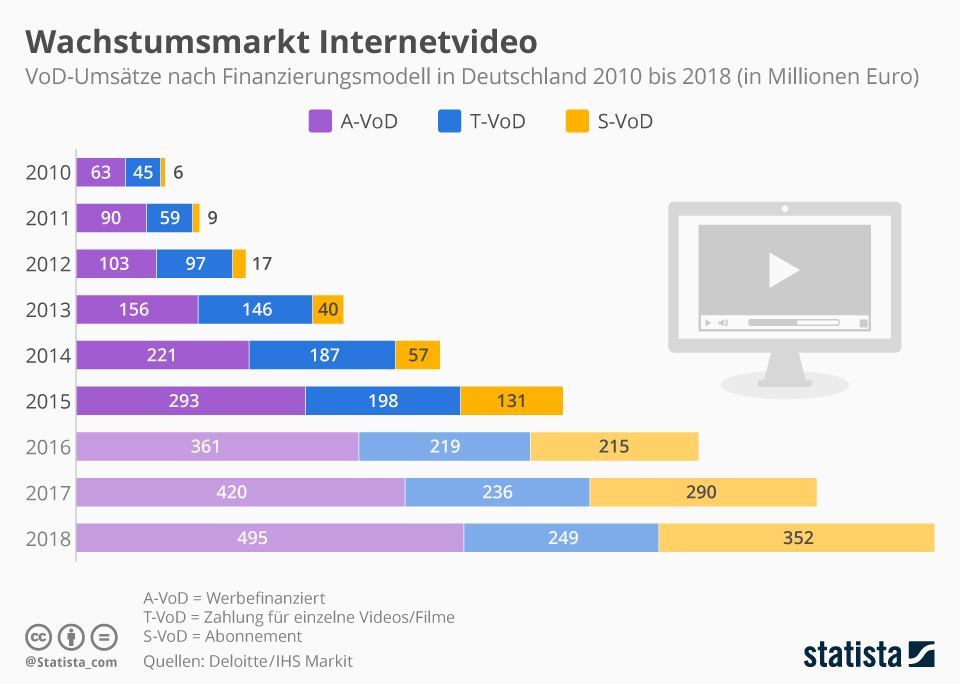 Wachstumsmarkt Internetvideo
VoD-Umsätze nach Finanzierungsmodell in Deutschland 2010 bis 2018 (in Millionen Euro)
A-VoD T-VoD S-VoD
2010 63 45 6
2011 90 59 9
2012 103 97 17
2013 156 146 40
2014 221 187 57
2015 293 198 131
2016 361 219 215
2017 420 236 290
2018 495 249 352
A-VoD = Werbefinanziert
T-VoD = Zahlung für einzelne Videos/Filme
S-VoD = Abonnement
cc
@Statista_com
Quellen: Deloitte/IHS Markit
statista